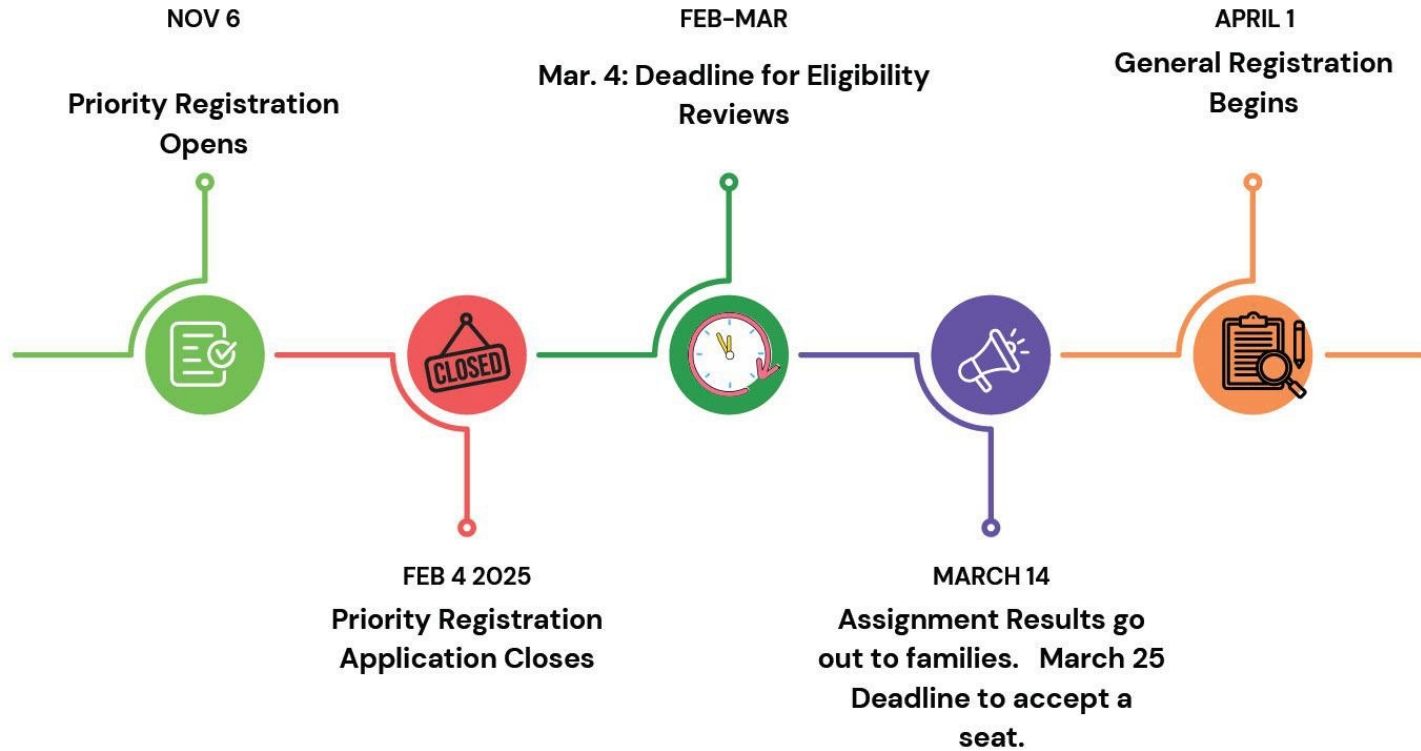 NOV 6
Priority Registration
Opens
CLOSED
FEB 4 2025
Priority Registration
Application Closes
FEB-MAR
Mar. 4: Deadline for Eligibility
Reviews
MARCH 14
Assignment Results go
out to families. March 25
Deadline to accept a
seat.
APRIL 1
General Registration
Begins